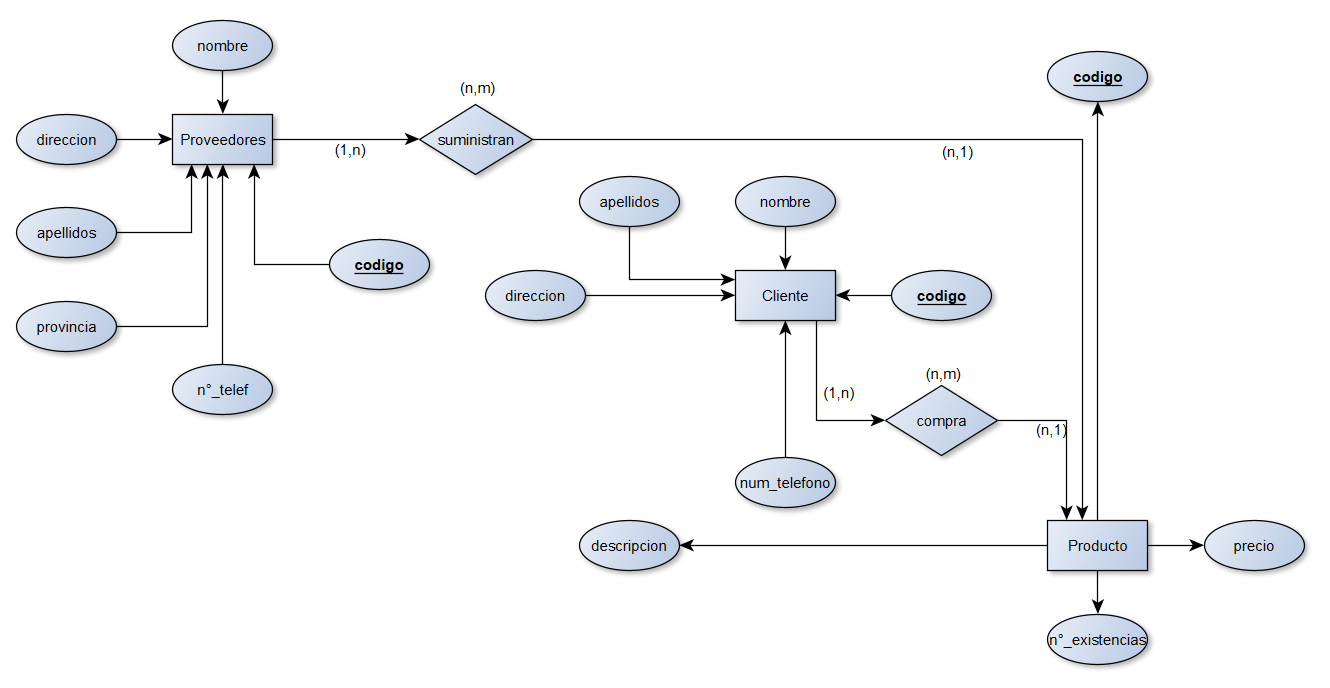 nombre
codigo
(n,m)
direccion
Proveedores
suministran
(1,n)
(n,1)
apellidos
nombre
apellidos
codigo
direccion
Cliente
codigo
provincia
(n,m)
n°_telef
(1,n)
compra
(n,1)
num_telefono
descripcion
Producto
precio
n°_existencias